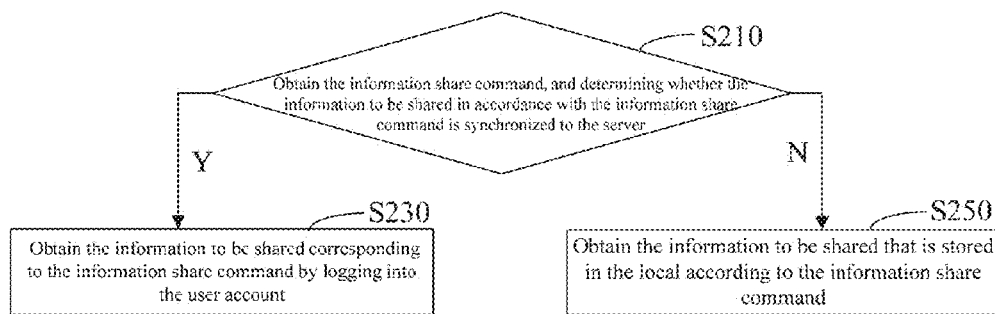 S210
Obtain the information share command, and determining whether the
information to be shared in accordance with the information share
command is synchronized to the server
Y
N
S230
S250
Obtain the information to be shared corresponding
to the information share command by logging into
the user account
Obtain the information to be shared that is stored
in the local according to the information share
command